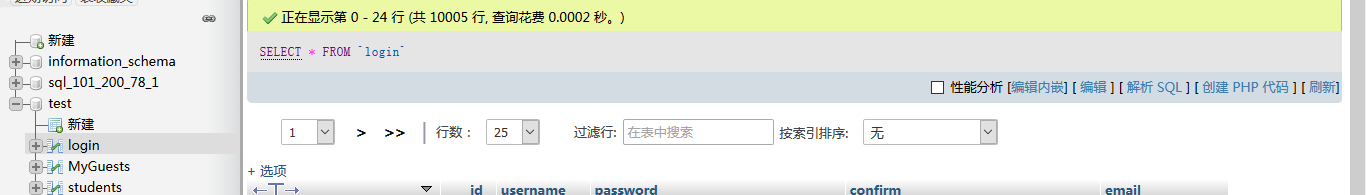 新建
information_schema
sql_101_200_78_1
test
新建
login
MyGuests
students
正在显示第 0 - 24 行 (共 10005 行, 查询花费 0.0002 秒。)
SELECT * FROM `login`
性能分析 [编辑内嵌] [ 编辑 ] [ 解析 SQL ] [ 创建 PHP 代码 ] [ 刷新]
1 > >> 行数: 25 过滤行: 在表中搜索 按索引排序: 无
+ 选项
←T→ id username password confirm email